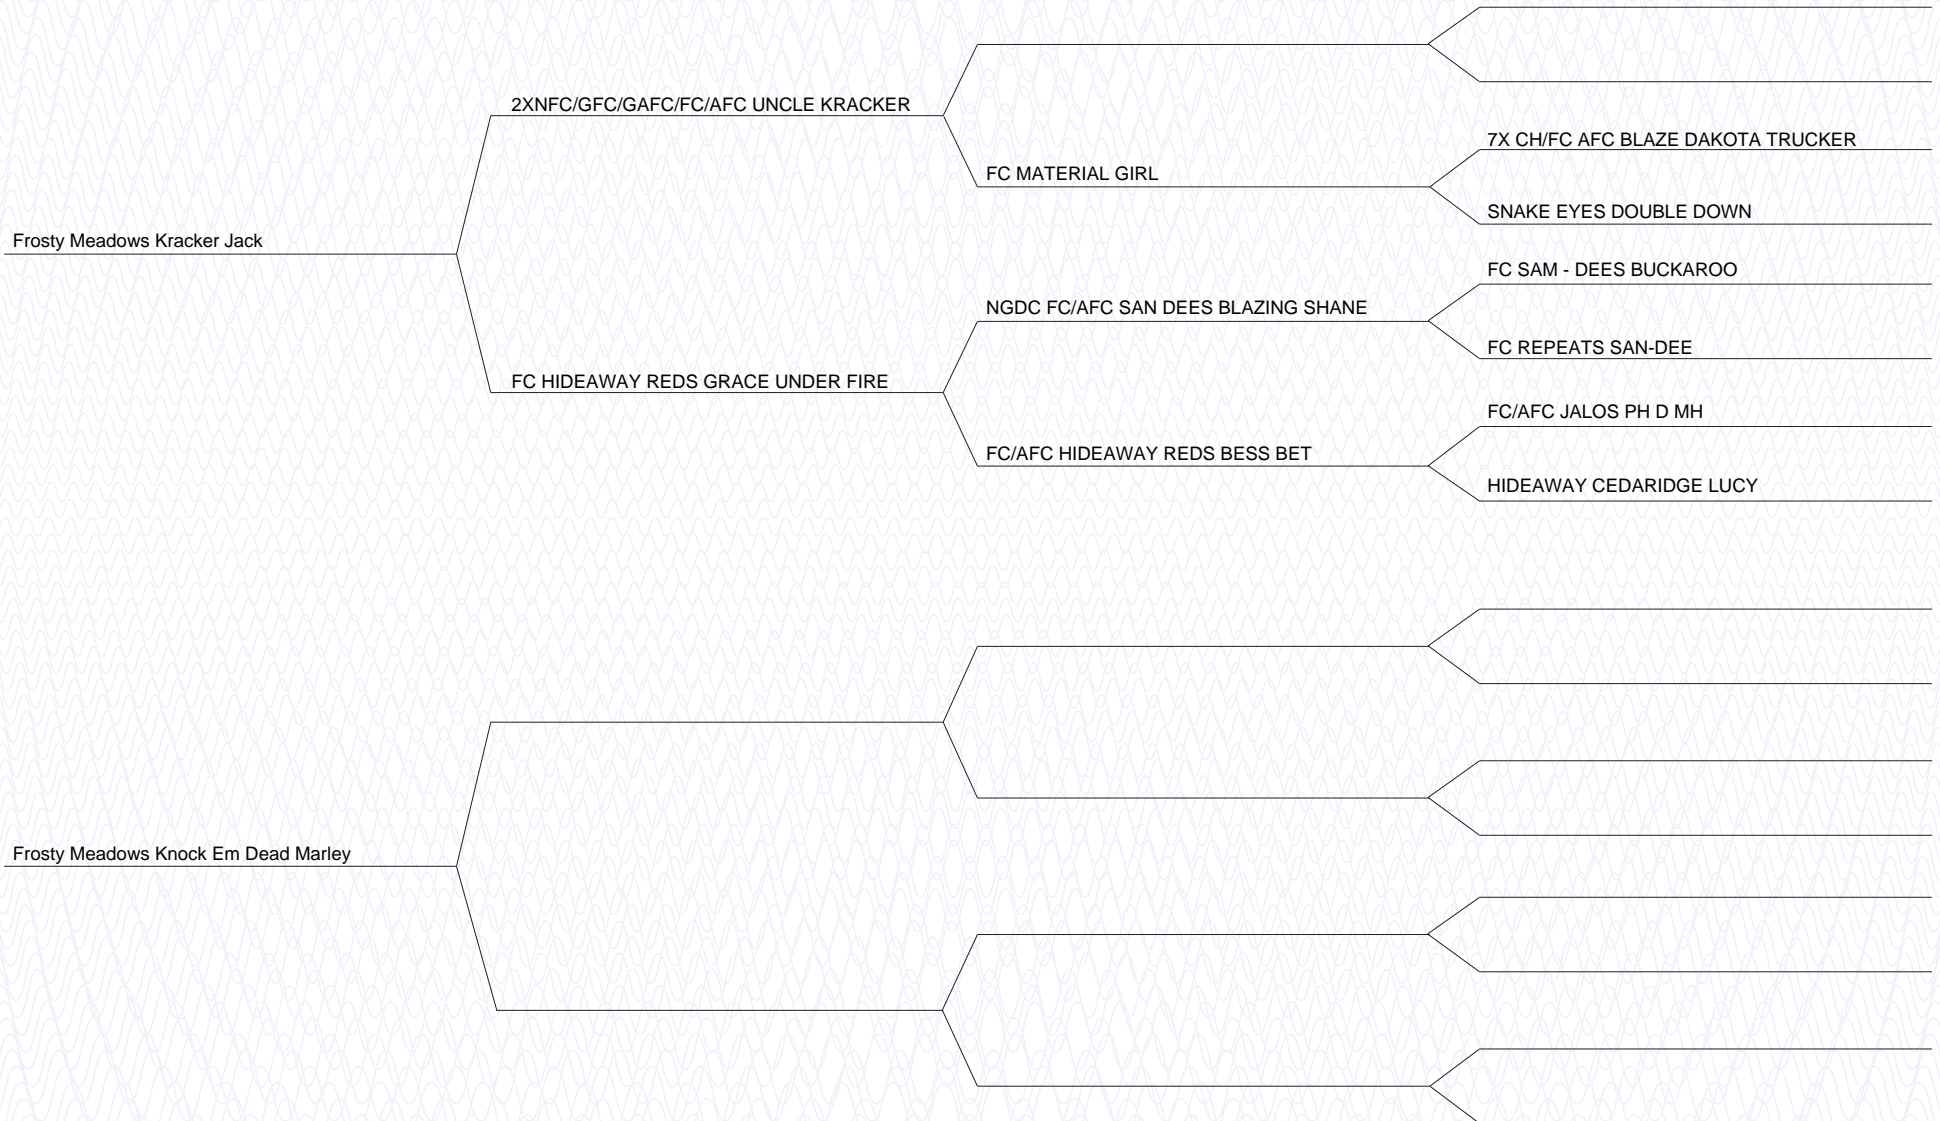 2XNFC/GFC/GAFC/FC/AFC UNCLE KRACKER
7X CH/FC AFC BLAZE DAKOTA TRUCKER
FC MATERIAL GIRL
SNAKE EYES DOUBLE DOWN
Frosty Meadows Kracker Jack
FC SAM - DEES BUCKAROO
NGDC FC/AFC SAN DEES BLAZING SHANE
FC REPEATS SAN-DEE
FC HIDEAWAY REDS GRACE UNDER FIRE
FC/AFC JALOS PH D MH
FC/AFC HIDEAWAY REDS BESS BET
HIDEAWAY CEDARIDGE LUCY
Frosty Meadows Knock Em Dead Marley